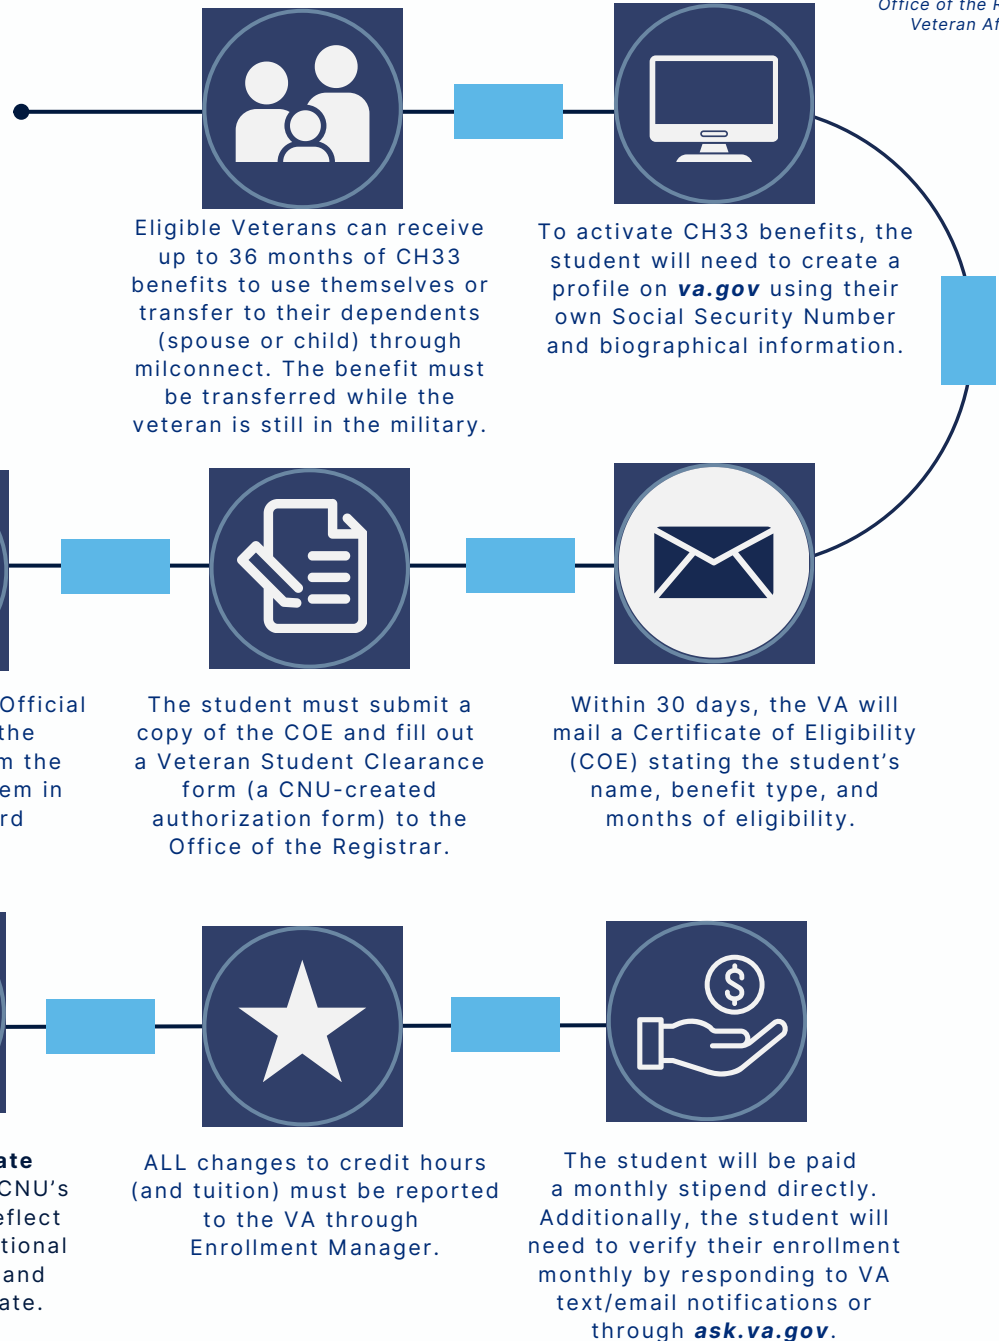 Office of the
Veteran
Eligible Veterans can receive
up to 36 months of CH33
benefits to use themselves or
transfer to their dependents
(spouse or child) through
milconnect. The benefit must
be transferred while the
veteran is still in the military.
To activate CH33 benefits, the
student will need to create a
profile on va.gov using their
own Social Security Number
and biographical information.
Official
the
the
in
The student must submit a
copy of the COE and fill out
a Veteran Student Clearance
form (a CNU-created
authorization form) to the
Office of the Registrar.
Within 30 days, the VA will
mail a Certificate of Eligibility
(COE) stating the student's
name, benefit type, and
months of eligibility.
CNU's
and
ALL changes to credit hours
(and tuition) must be reported
to the VA through
Enrollment Manager.
$
The student will be paid
a monthly stipend directly.
Additionally, the student will
need to verify their enrollment
monthly by responding to VA
text/email notifications or
through ask.va.gov.